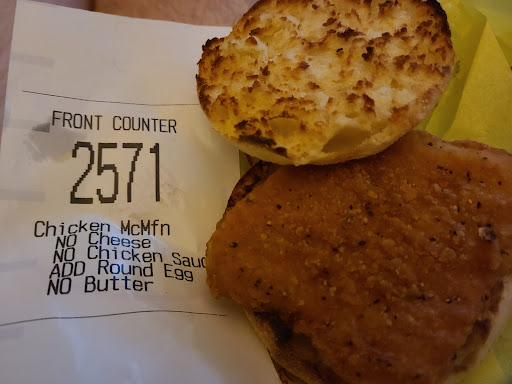 FRONT COUNTER
2571
Chicken McMfn
NO Cheese
NO Chicken Sauc
ADD Round Egg
NO Butter